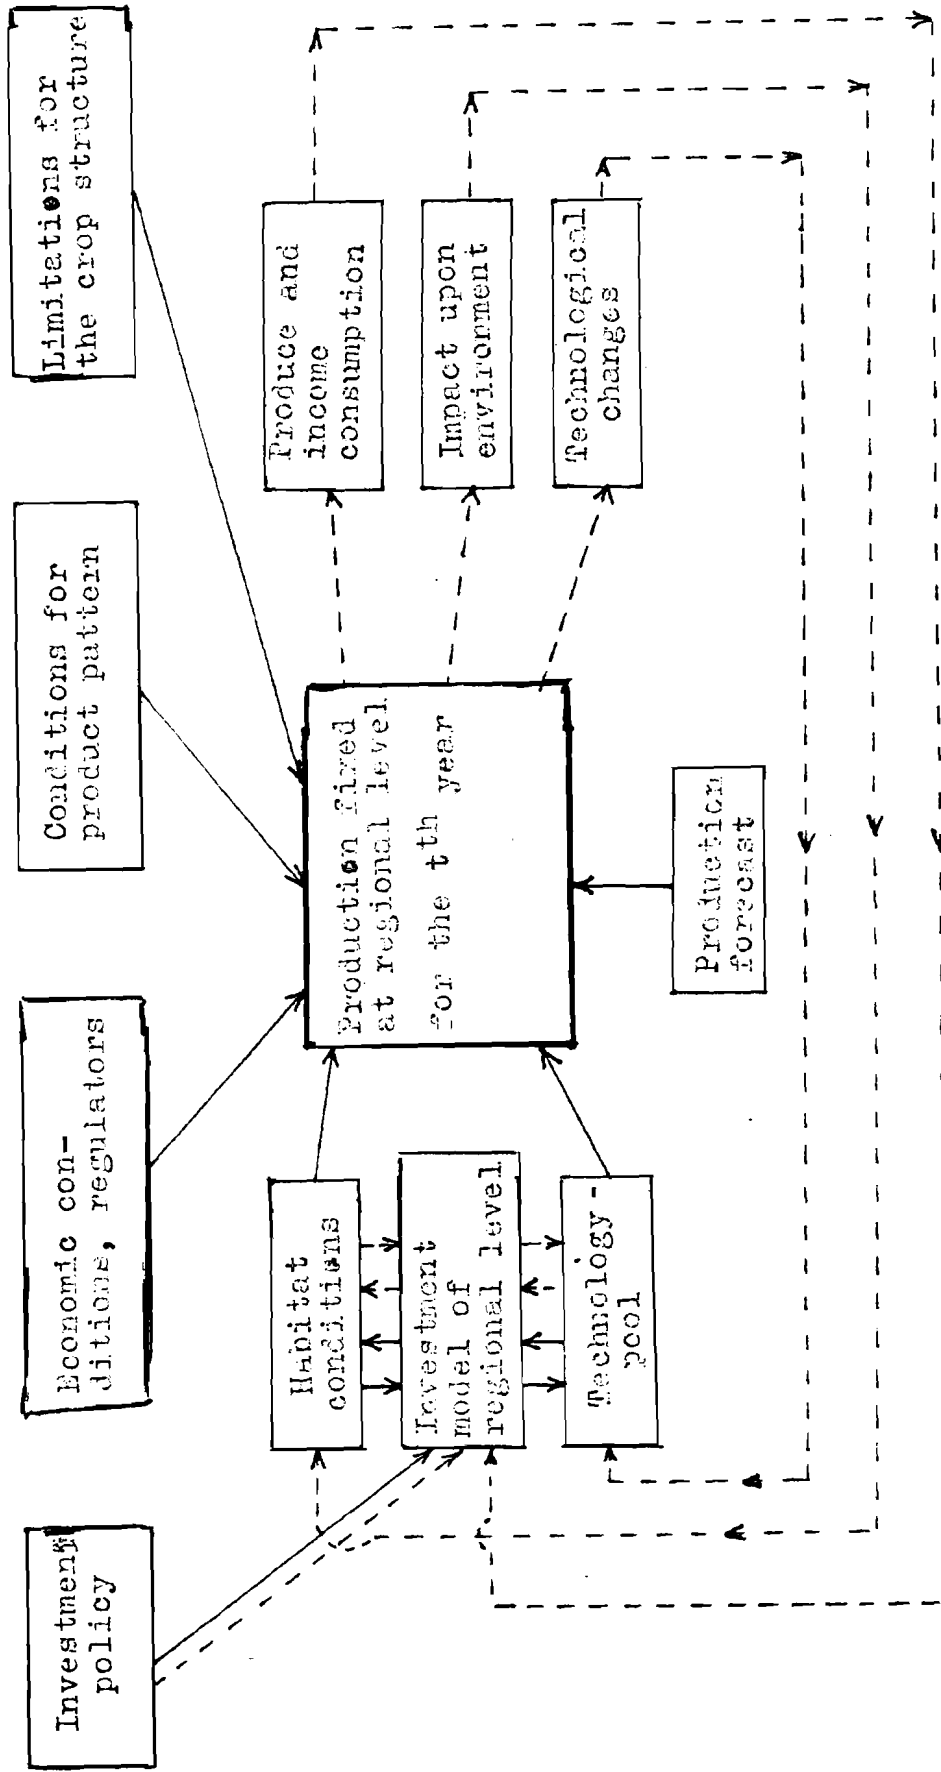 Investment
policy
Economic con-
ditions, regulators
Conditions for
product pattern
Limitations for
the crop structure
Habitat
conditions
Investment
model of
regional level
Technology-
pool
Production fixed
at regional level
for the tth year
Production
forecast
Produce and
income
consumption
Impact upon
environment
Technological
changes